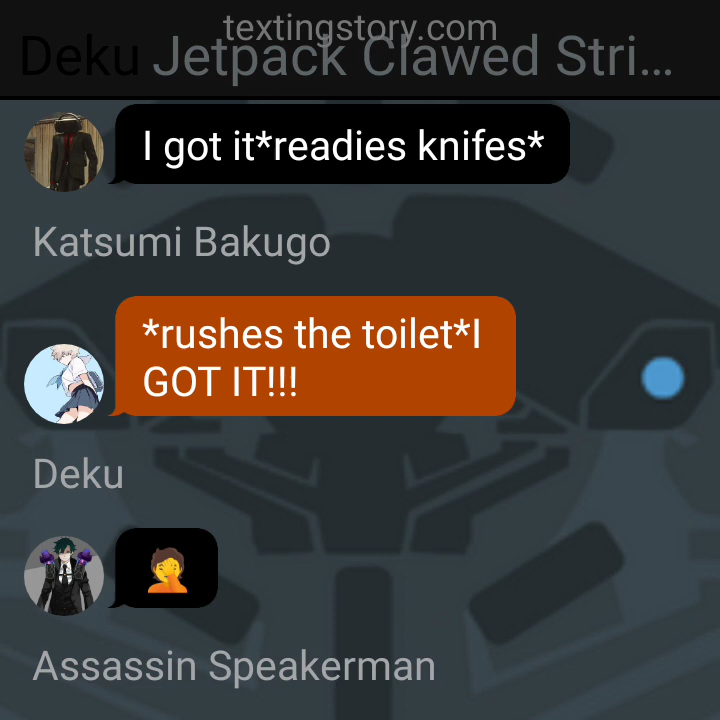 textingstory.com
Deku Jetpack Clawed Stri...
I got it*readies knifes*
Katsumi Bakugo
*rushes the toilet*I
GOT IT!!!
Deku
🤦
Assassin Speakerman